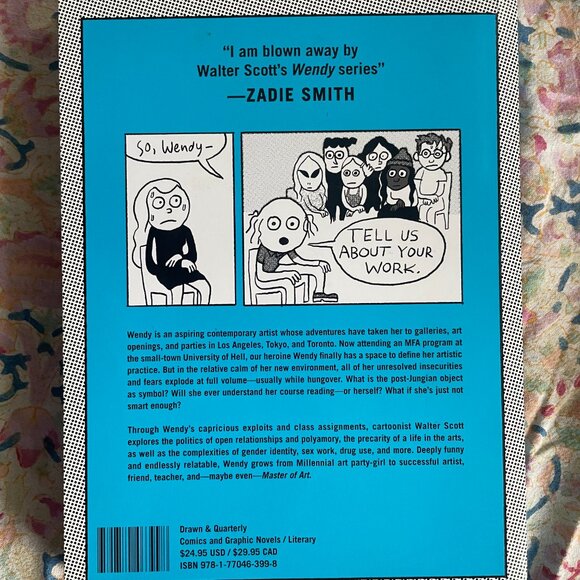 “I am blown away by
Walter Scott’s Wendy series”
—ZADIE SMITH
SO, WENDY–
TELL US
ABOUT YOUR
WORK.
Wendy is an aspiring contemporary artist whose adventures have taken her to galleries, art
openings, and parties in Los Angeles, Tokyo, and Toronto. Now attending an MFA program at
the small-town University of Hell, our heroine Wendy finally has a space to define her artistic
practice. But in the relative calm of her new environment, all of her unresolved insecurities
and fears explode at full volume—usually while hungover. What is the post-Jungian object
as symbol? Will she ever understand her course reading—or herself? What if she’s just not
smart enough?
Through Wendy’s capricious exploits and class assignments, cartoonist Walter Scott
explores the politics of open relationships and polyamory, the precarity of a life in the arts,
as well as the complexities of gender identity, sex work, drug use, and more. Deeply funny
and endlessly relatable, Wendy grows from Millennial art party-girl to successful artist,
friend, teacher, and—maybe even—Master of Art.
Drawn & Quarterly
Comics and Graphic Novels / Literary
$24.95 USD / $29.95 CAD
ISBN 978-1-77046-399-8